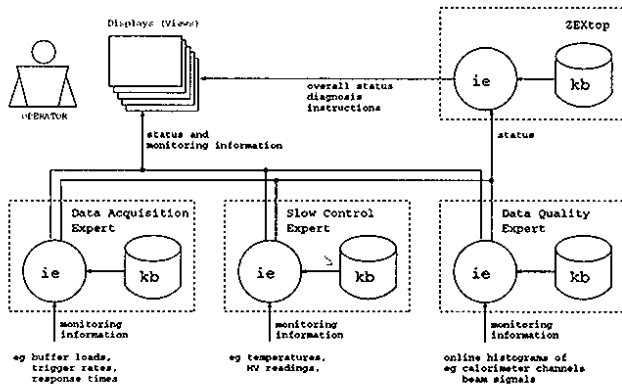 Displays (Views)
ZEXtop
ie
kb
OPERATOR
overall status
diagnosis
instructions
status and
monitoring information
status
Data Acquisition
Expert
ie
kb
Slow Control
Expert
ie
kb
Data Quality
Expert
ie
kb
monitoring
information
eg buffer loads,
trigger rates,
response times
monitoring
information
eg temperatures,
HV readings,
monitoring
information
online histograms of
eg calorimeter channels
beam signals